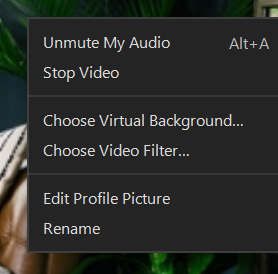 Unmute My Audio Alt+A
Stop Video
Choose Virtual Background...
Choose Video Filter...
Edit Profile Picture
Rename